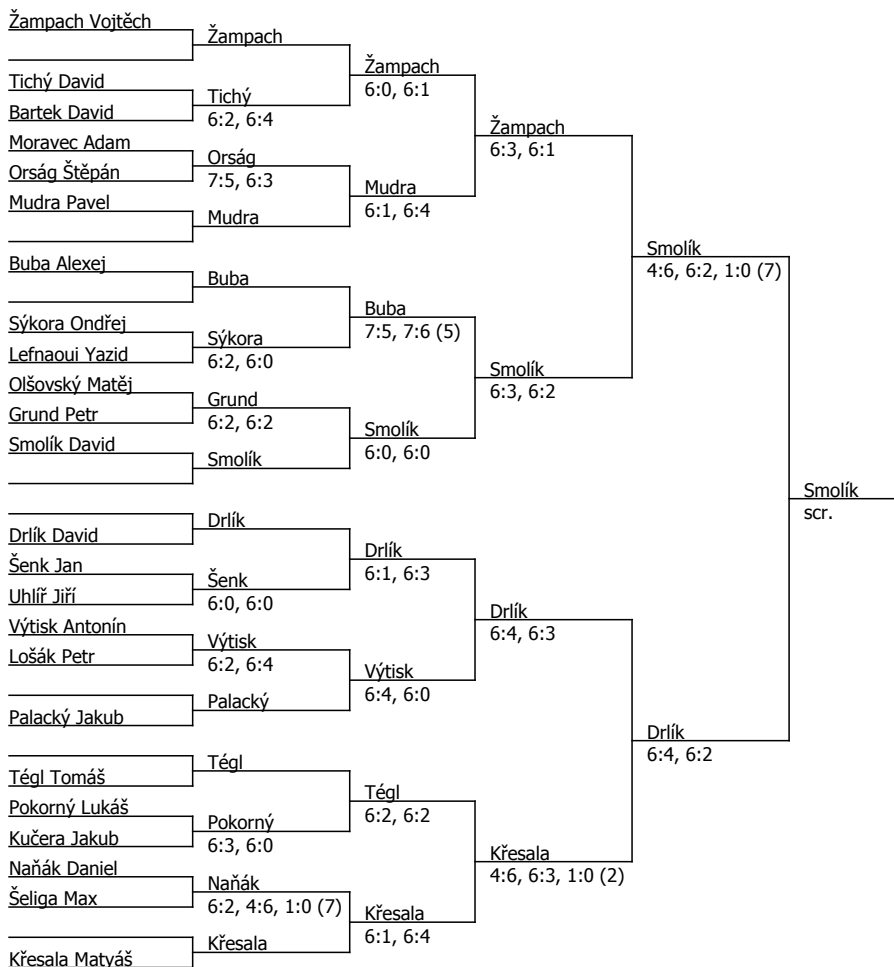 Žampach Vojtěch
Žampach
Žampach
6:0, 6:1
Tichý David
Tichý
6:2, 6:4
Bartek David
Žampach
6:3, 6:1
Moravec Adam
Orság
7:5, 6:3
Orság Štěpán
Mudra
6:1, 6:4
Mudra Pavel
Mudra
Smolík
4:6, 6:2, 1:0 (7)
Buba Alexej
Buba
Buba
7:5, 7:6 (5)
Sýkora Ondřej
Sýkora
6:2, 6:0
Lefnaoui Yazid
Smolík
6:3, 6:2
Olšovský Matěj
Grund
6:2, 6:2
Grund Petr
Smolík
6:0, 6:0
Smolík David
Smolík
Smolík
scr.
Drlík
Drlík David
Drlík
6:1, 6:3
Šenk Jan
Šenk
6:0, 6:0
Uhlíř Jiří
Drlík
6:4, 6:3
Výtisk Antonín
Výtisk
6:2, 6:4
Lošák Petr
Výtisk
6:4, 6:0
Palacký
Palacký Jakub
Drlík
6:4, 6:2
Tégl
Tégl Tomáš
Tégl
6:2, 6:2
Pokorný Lukáš
Pokorný
6:3, 6:0
Kučera Jakub
Křesala
4:6, 6:3, 1:0 (2)
Naňák Daniel
Naňák
6:2, 4:6, 1:0 (7)
Šeliga Max
Křesala
6:1, 6:4
Křesala
Křesala Matyáš